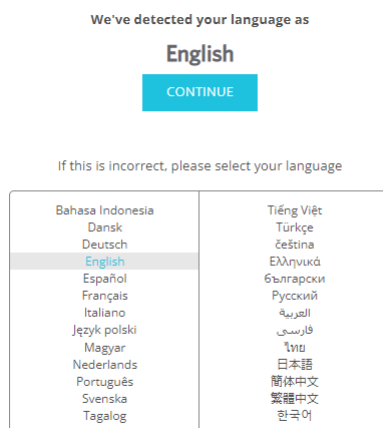 We've detected your language as
English
CONTINUE
If this is incorrect, please select your language
Bahasa Indonesia
Dansk
Deutsch
English
Español
Français
Italiano
Język polski
Magyar
Nederlands
Português
Svenska
Tagalog
Tiếng Việt
Türkçe
čeština
Ελληνικά
български
Русский
العربية
فارسی
ไทย
日本語
简体中文
繁體中文
한국어